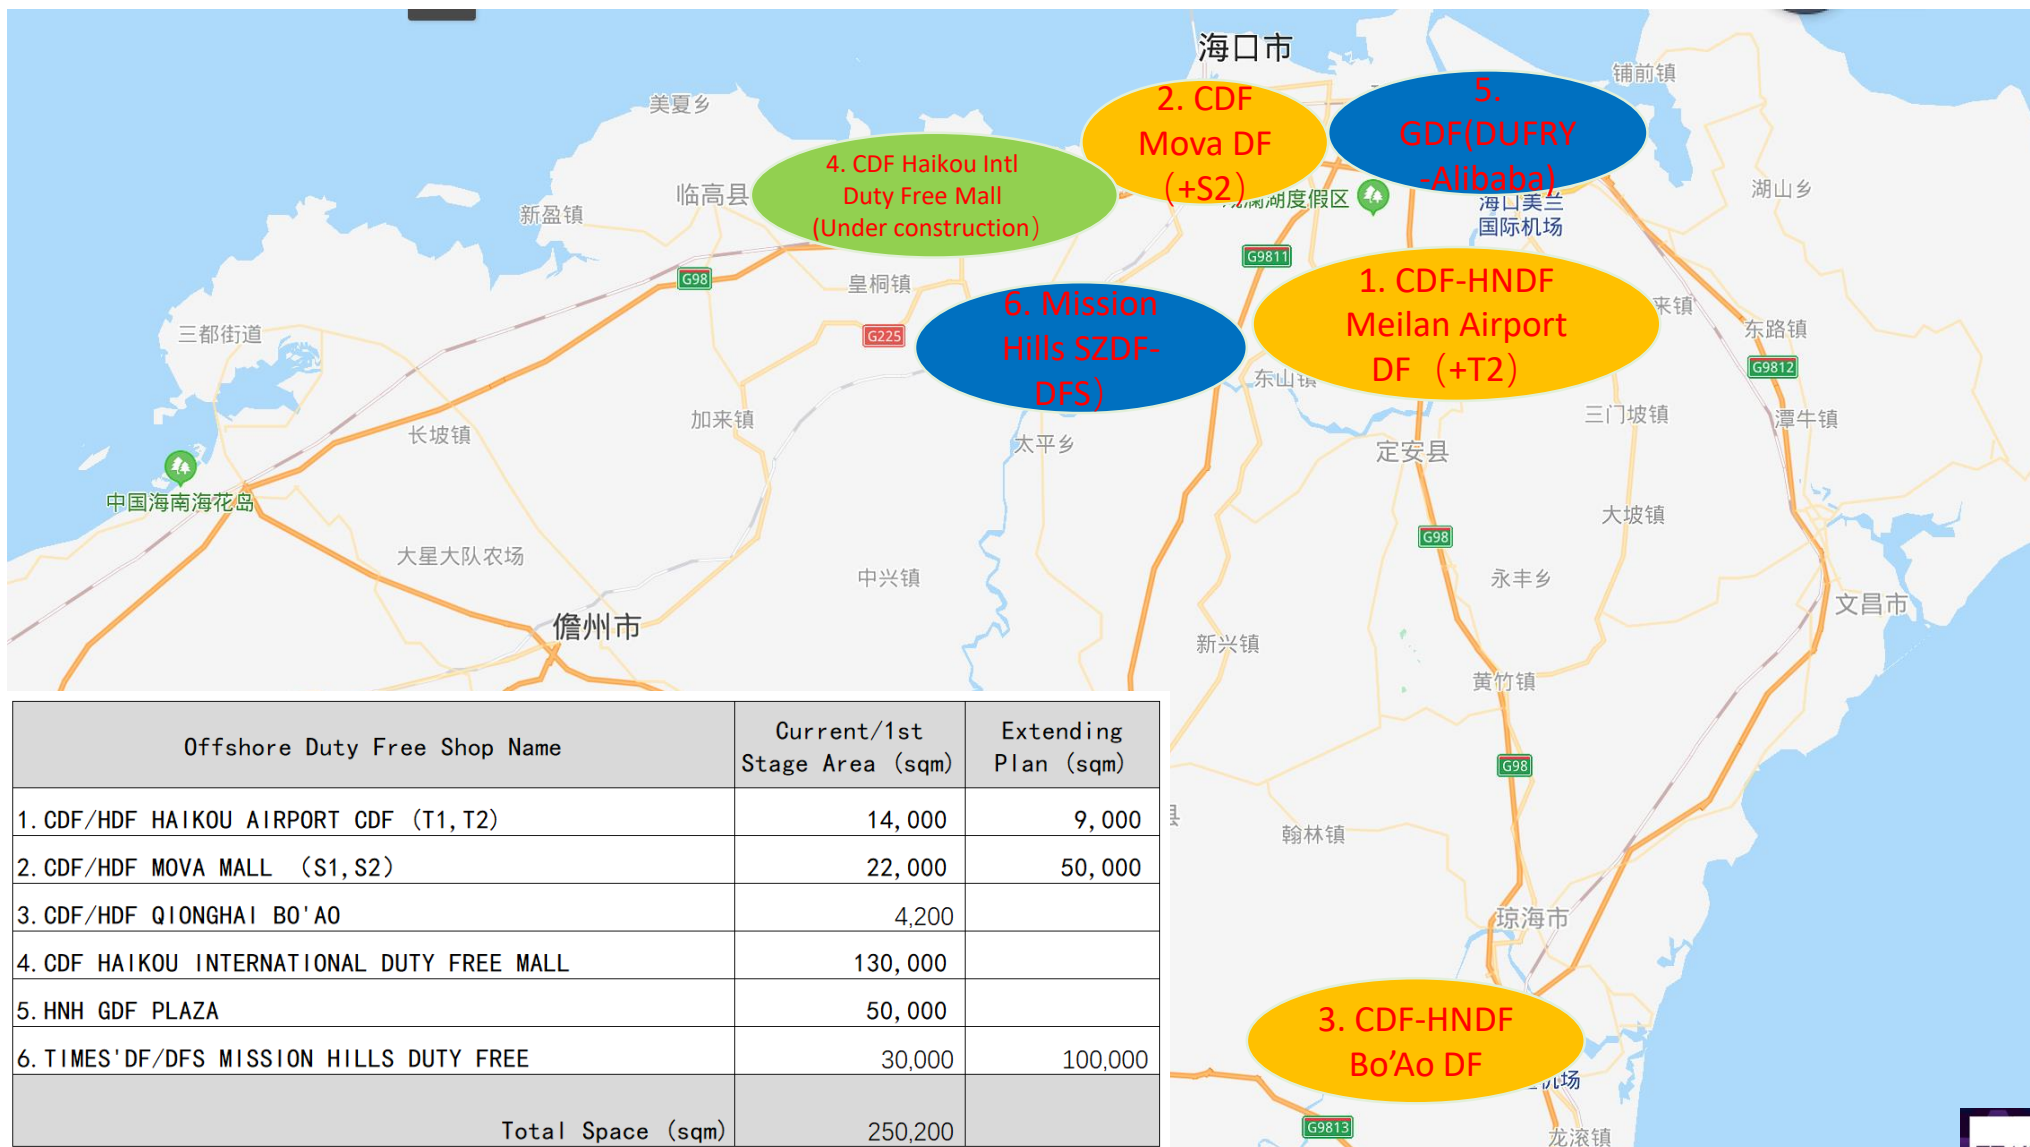 海口市
铺前镇
美夏乡
2. CDF
Mova DF
（+S2）
5.
GDF(DUFRY
-Alibaba)
4. CDF Haikou Intl
Duty Free Mall
(Under construction）
临高县
新盈镇
湖山乡
湖度假区
海口美兰
国际机场
G9811
G98
皇桐镇
1. CDF-HNDF
Meilan Airport
DF （+T2）
6. Mission
Hills SZDF-
DFS）
来镇
三都街道
G225
东路镇
G9812
东山镇
加来镇
长坡镇
太平乡
三门坡镇
潭牛镇
定安县
中国海南海花岛
大坡镇
G98
大星大队农场
中兴镇
永丰乡
文昌市
儋州市
新兴镇
黄竹镇
G98
县
翰林镇
琼海市
3. CDF-HNDF
Bo’Ao DF
机场
G9813
龙滚镇
Offshore Duty Free Shop Name Current/1st Stage Area (sqm) Extending Plan (sqm)
1.CDF/HDF HAIKOU AIRPORT CDF (T1,T2) 14,000 9,000
2.CDF/HDF MOVA MALL （S1,S2） 22,000 50,000
3.CDF/HDF QIONGHAI BO'AO 4,200
4.CDF HAIKOU INTERNATIONAL DUTY FREE MALL 130,000
5.HNH GDF PLAZA 50,000
6.TIMES'DF/DFS MISSION HILLS DUTY FREE 30,000 100,000
Total Space (sqm) 250,200